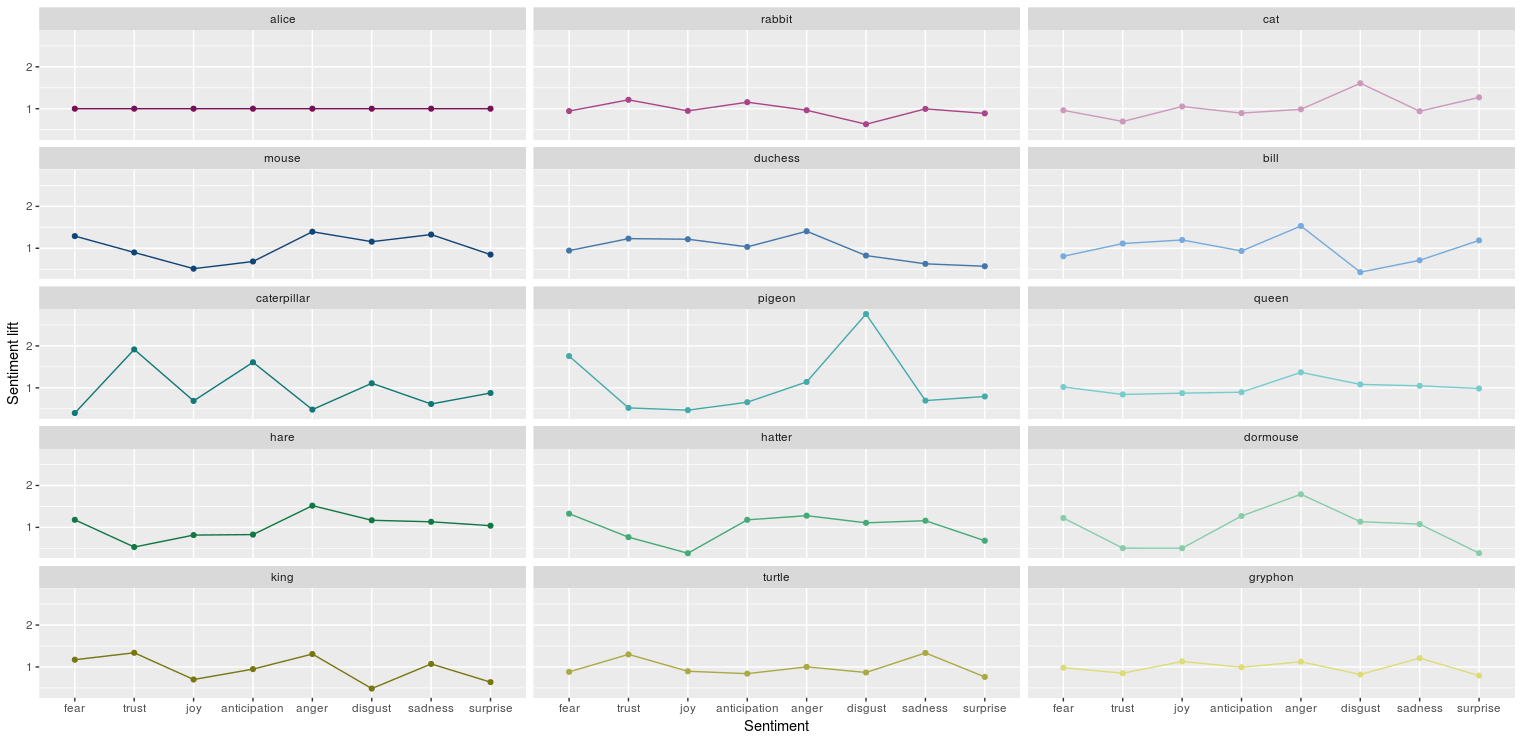 alice rabbit cat
2
1
mouse duchess bill
2
1
caterpillar pigeon queen
2
1
hare hatter dormouse
2
1
king turtle gryphon
2
1
fear trust joy anticipation anger disgust sadness surprise fear trust joy anticipation anger disgust sadness surprise fear trust joy anticipation anger disgust sadness surprise
Sentiment
Sentiment lift